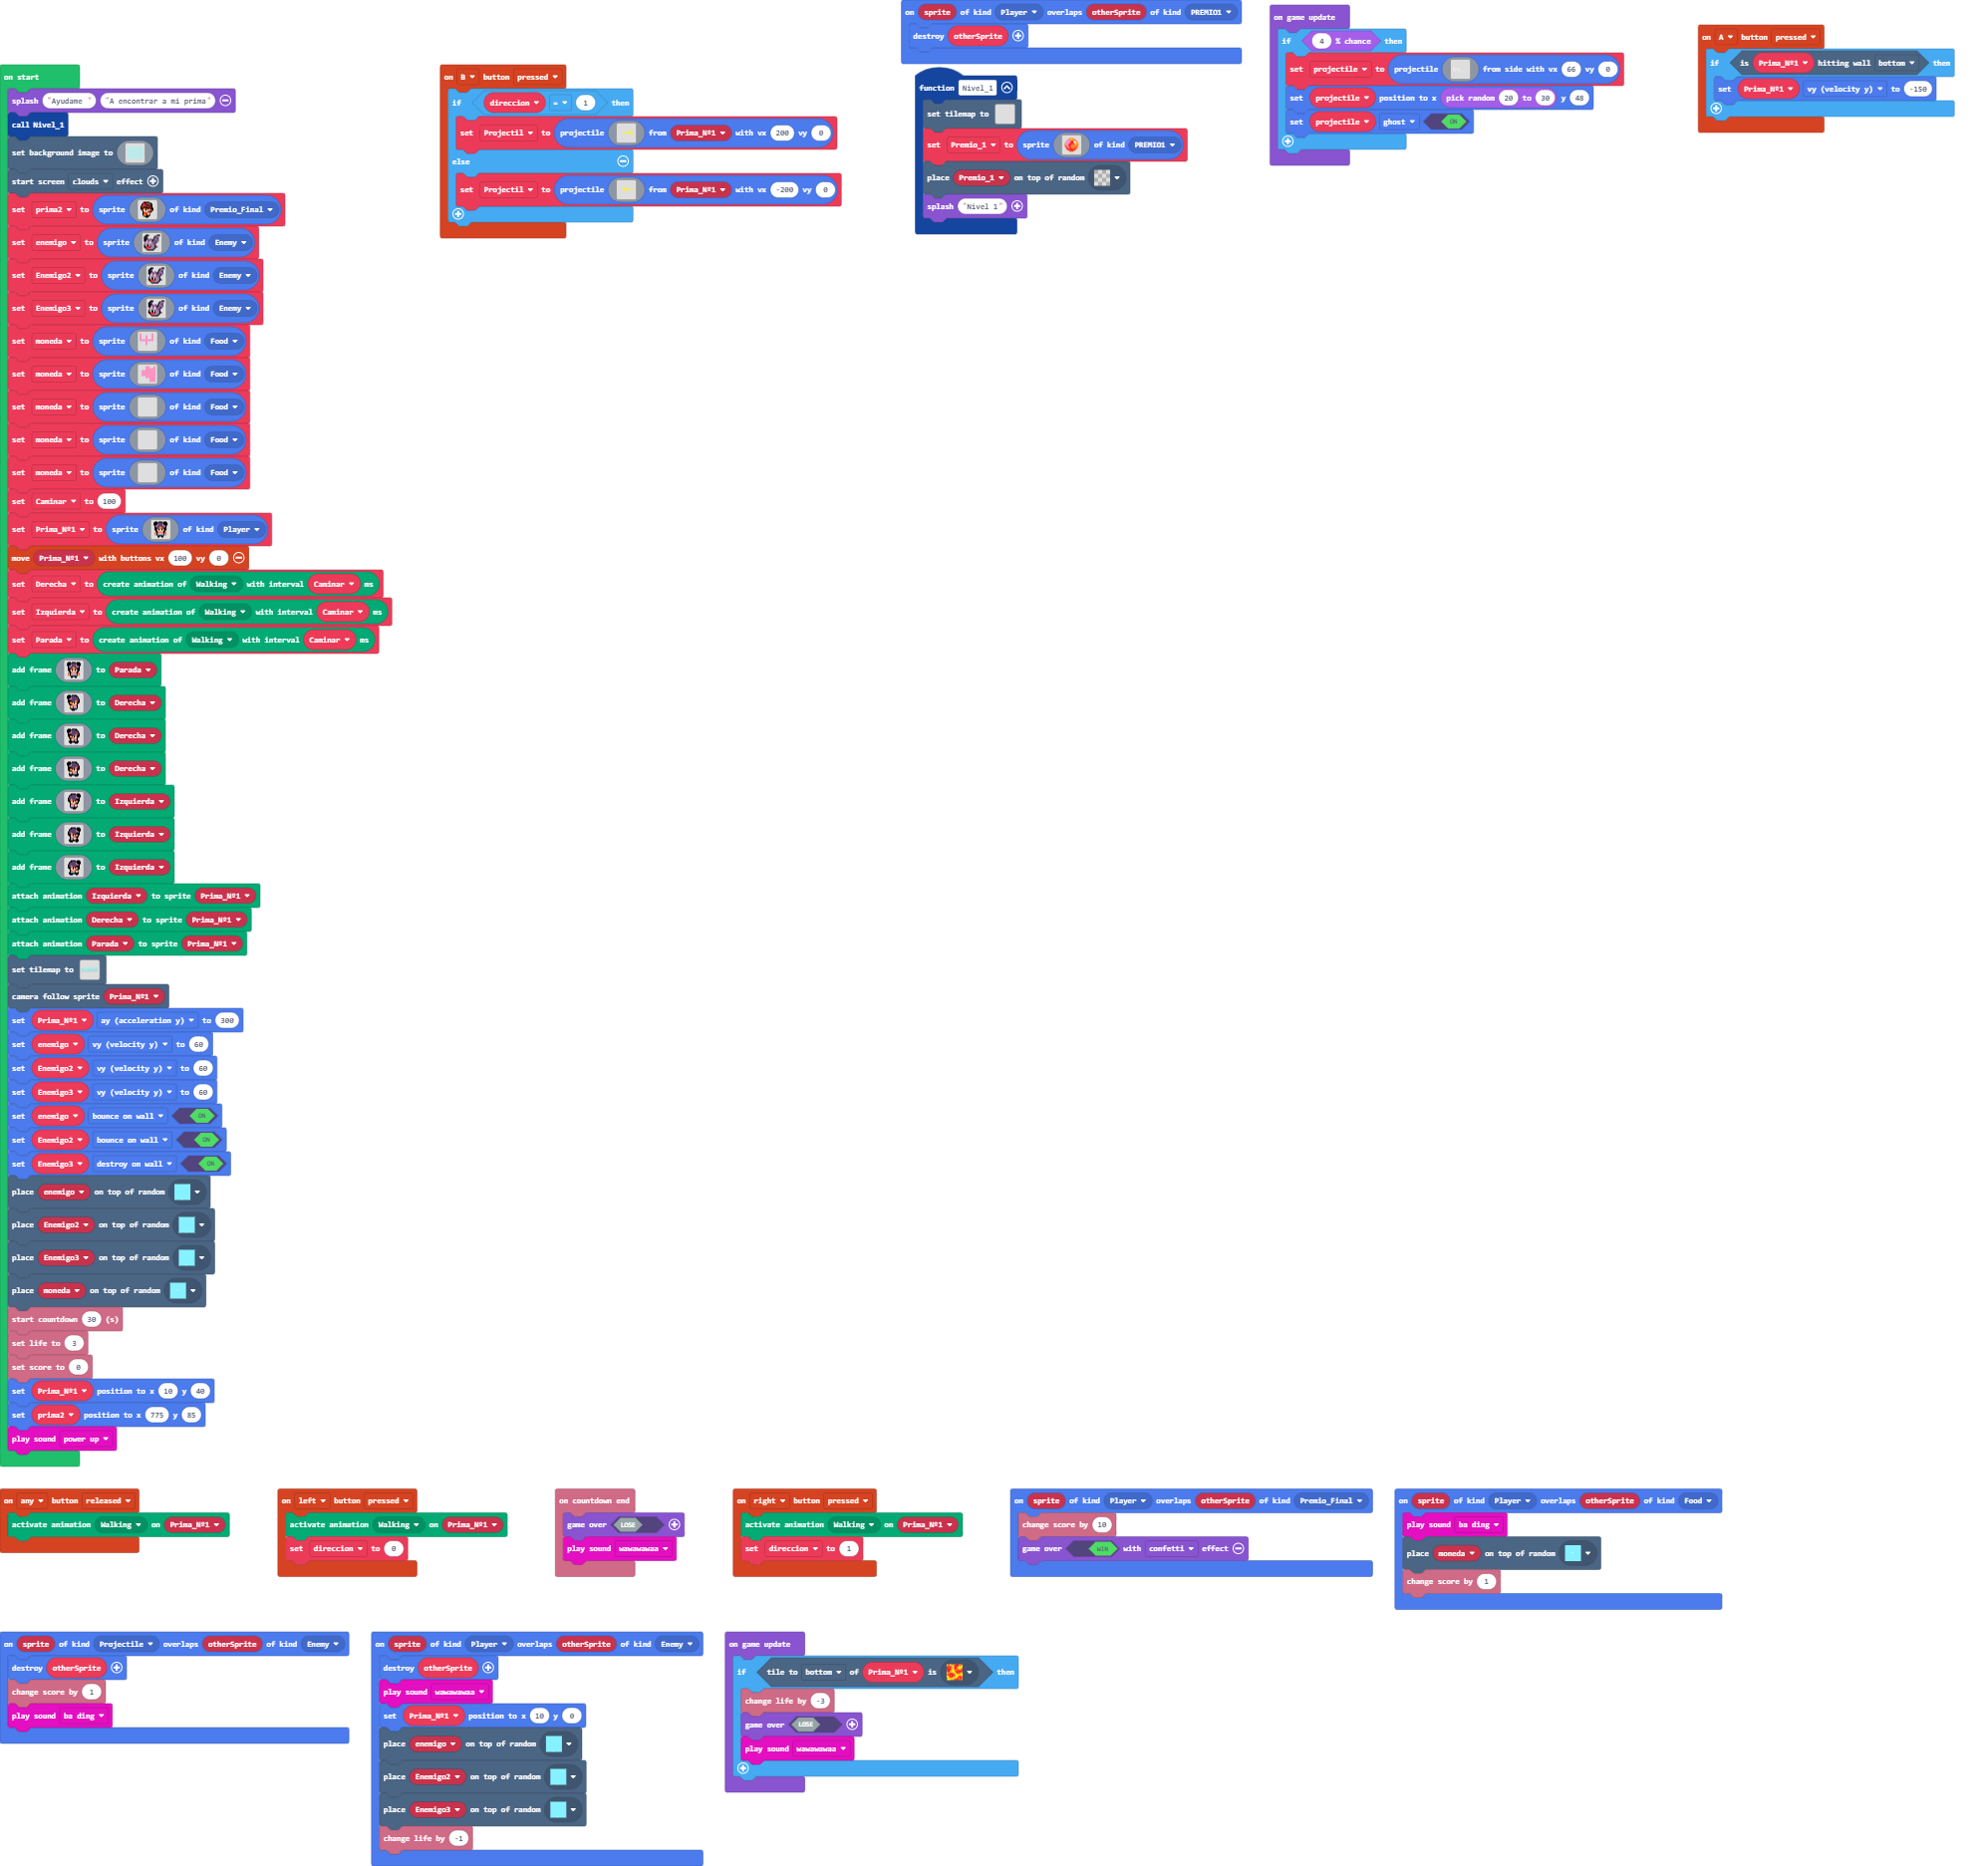 on start
splash "Ayudame " "A encontrar a mi prima"
call Nivel_1
set background image to
start screen clouds effect
set prima2 to sprite of kind Premio_Final
set enemigo to sprite of kind Enemy
set Enemigo2 to sprite of kind Enemy
set Enemigo3 to sprite of kind Enemy
set moneda to sprite of kind Food
set moneda to sprite of kind Food
set moneda to sprite of kind Food
set moneda to sprite of kind Food
set moneda to sprite of kind Food
set Caminar to 100
set Prima_Nº1 to sprite of kind Player
move Prima_Nº1 with buttons vx 100 vy 0
set Derecha to create animation of Walking with interval Caminar ms
set Izquierda to create animation of Walking with interval Caminar ms
set Parada to create animation of Walking with interval Caminar ms
add frame to Parada
add frame to Derecha
add frame to Derecha
add frame to Derecha
add frame to Izquierda
add frame to Izquierda
add frame to Izquierda
attach animation Izquierda to sprite Prima_Nº1
attach animation Derecha to sprite Prima_Nº1
attach animation Parada to sprite Prima_Nº1
set tilemap to
camera follow sprite Prima_Nº1
set Prima_Nº1 ay (acceleration y) to 300
set enemigo vy (velocity y) to 60
set Enemigo2 vy (velocity y) to 60
set Enemigo3 vy (velocity y) to 60
set enemigo bounce on wall ON
set Enemigo2 bounce on wall ON
set Enemigo3 destroy on wall ON
place enemigo on top of random
place Enemigo2 on top of random
place Enemigo3 on top of random
place moneda on top of random
start countdown 30 (s)
set life to 3
set score to 0
set Prima_Nº1 position to x 10 y 40
set prima2 position to x 775 y 85
play sound power up
on B button pressed
if direccion = 1 then
set Projectil to projectile from Prima_Nº1 with vx 200 vy 0
else
set Projectil to projectile from Prima_Nº1 with vx -200 vy 0
on sprite of kind Player overlaps otherSprite of kind PREMIO1
destroy otherSprite
function Nivel_1
set tilemap to
set Premio_1 to sprite of kind PREMIO1
place Premio_1 on top of random
splash "Nivel 1"
on game update
if 4 % chance then
set projectile to projectile from side with vx 66 vy 0
set projectile position to x pick random 20 to 30 y 48
set projectile ghost ON
on A button pressed
if is Prima_Nº1 hitting wall bottom then
set Prima_Nº1 vy (velocity y) to -150
on any button released
activate animation Walking on Prima_Nº1
on left button pressed
activate animation Walking on Prima_Nº1
set direccion to 0
on countdown end
game over LOSE
play sound wawawawaa
on right button pressed
activate animation Walking on Prima_Nº1
set direccion to 1
on sprite of kind Player overlaps otherSprite of kind Premio_Final
change score by 10
game over WIN with confetti effect
on sprite of kind Player overlaps otherSprite of kind Food
play sound ba ding
place moneda on top of random
change score by 1
on sprite of kind Projectile overlaps otherSprite of kind Enemy
destroy otherSprite
change score by 1
play sound ba ding
on sprite of kind Player overlaps otherSprite of kind Enemy
destroy otherSprite
play sound wawawawaa
set Prima_Nº1 position to x 10 y 0
place enemigo on top of random
place Enemigo2 on top of random
place Enemigo3 on top of random
change life by -1
on game update
if tile to bottom of Prima_Nº1 is then
change life by -3
game over LOSE
play sound wawawawaa